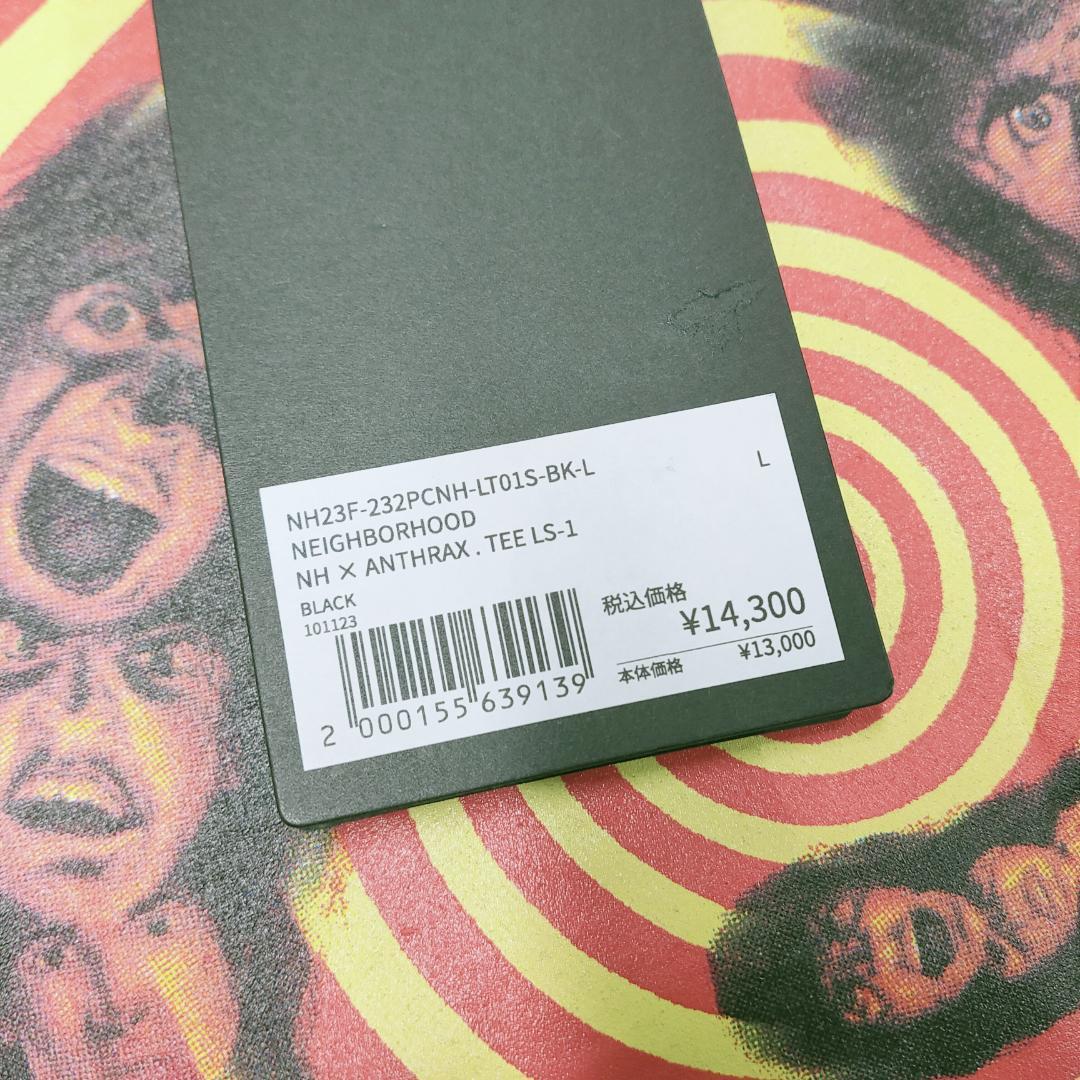 NH23F-232PCNH-LT01S-BK-L L
NEIGHBORHOOD
NH × ANTHRAX . TEE LS-1
BLACK
101123
税込価格
¥14,300
本体価格 ¥13,000
2 000155 639139